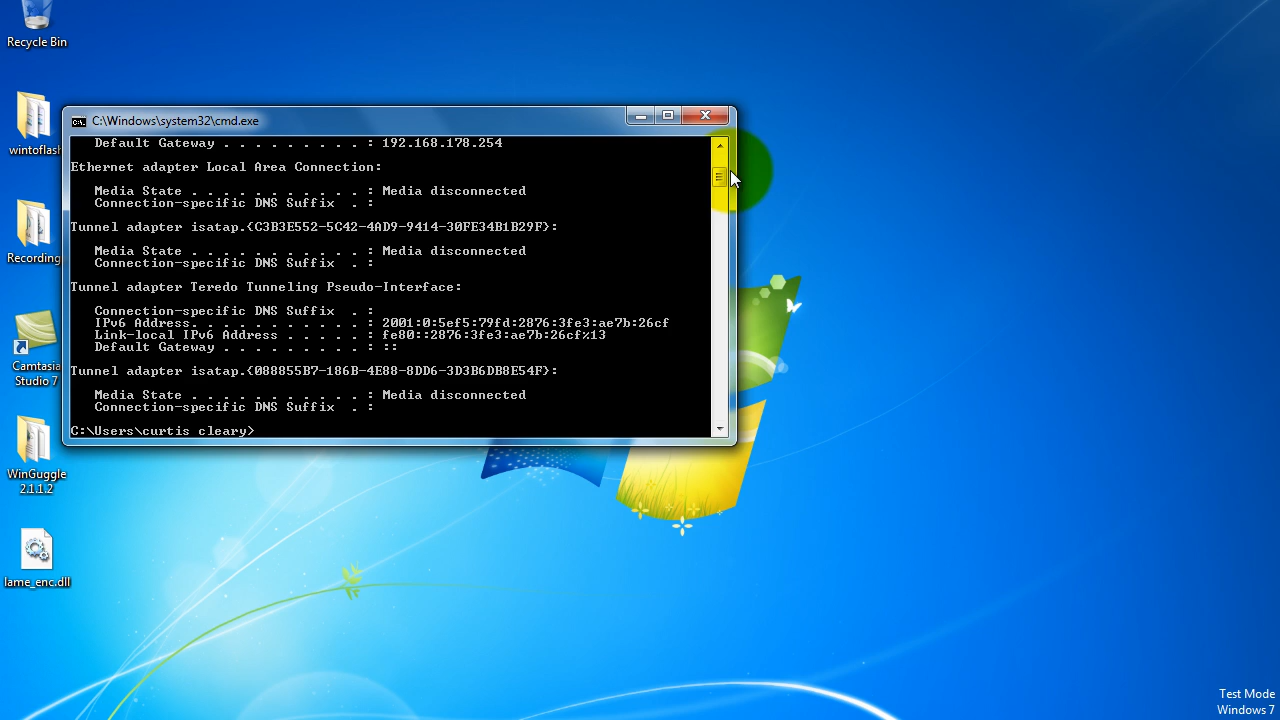 Recycle Bin
wintoflash
Recording
Camtasia
Studio 7
WinGuggle
2.1.1.2
lame_enc.dll
C:\Windows\system32\cmd.exe
Default Gateway . . . . . . . . . : 192.168.178.254
Ethernet adapter Local Area Connection:
Media State . . . . . . . . . . . : Media disconnected
Connection-specific DNS Suffix  . :
Tunnel adapter isatap.{C3B3E552-5C42-4AD9-9414-30FE34B1B29F}:
Media State . . . . . . . . . . . : Media disconnected
Connection-specific DNS Suffix  . :
Tunnel adapter Teredo Tunneling Pseudo-Interface:
Connection-specific DNS Suffix  . :
IPv6 Address. . . . . . . . . . . : 2001:0:5ef5:79fd:2876:3fe3:ae7b:26cf
Link-local IPv6 Address . . . . . : fe80::2876:3fe3:ae7b:26cf%13
Default Gateway . . . . . . . . . : ::
Tunnel adapter isatap.{088855B7-186B-4E88-8DD6-3D3B6DB8E54F}:
Media State . . . . . . . . . . . : Media disconnected
Connection-specific DNS Suffix  . :
C:\Users\curtis cleary>
Test Mode
Windows 7